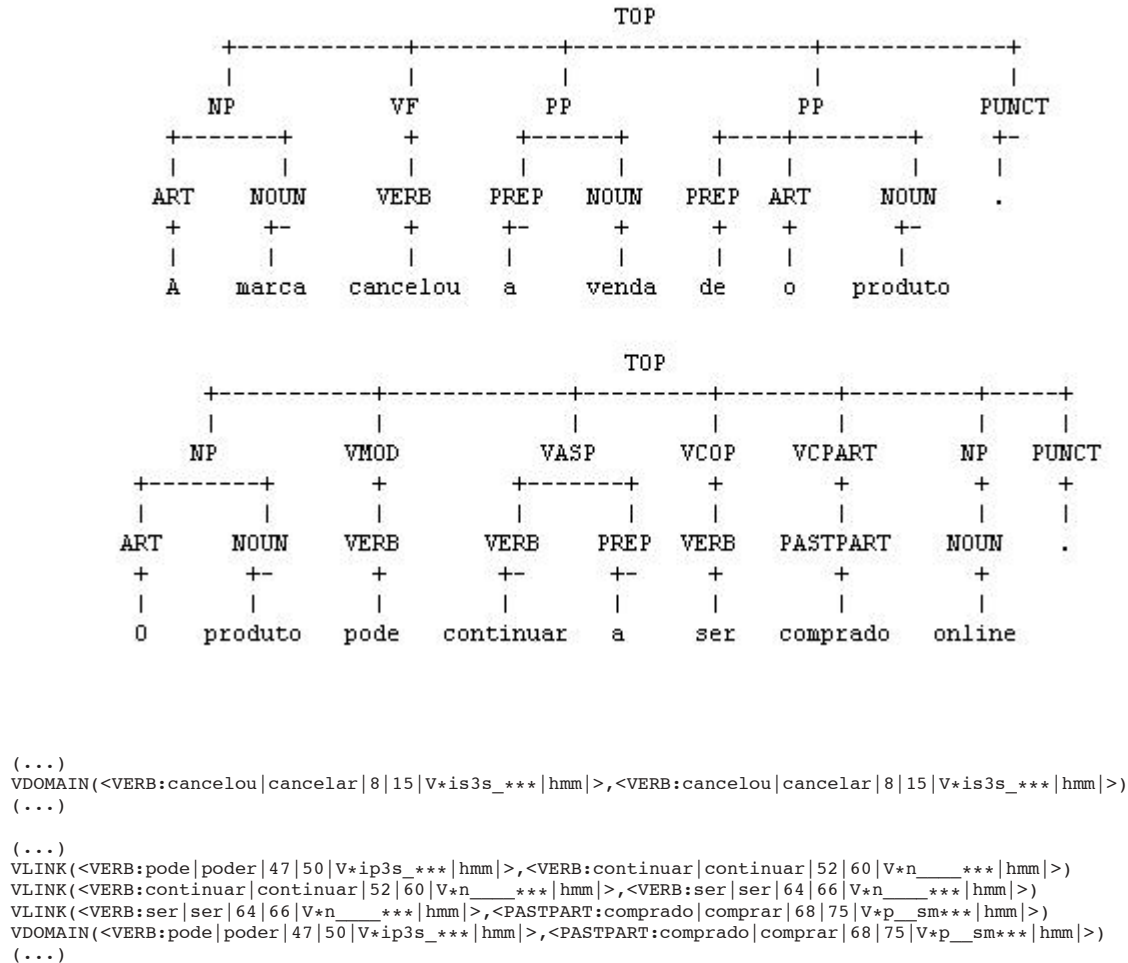 TOP
NP VF PP PP PUNCT
ART NOUN VERB PREP NOUN PREP ART NOUN .
A marca cancelou a venda de o produto
TOP
NP VMOD VASP VCOP VCPART NP PUNCT
ART NOUN VERB VERB PREP VERB PASTPART NOUN .
O produto pode continuar a ser comprado online
(...)
VDOMAIN(<VERB:cancelou|cancelar|8|15|V*is3s_***|hmm|>,<VERB:cancelou|cancelar|8|15|V*is3s_***|hmm|>)
(...)
(...)
VLINK(<VERB:pode|poder|47|50|V*ip3s_***|hmm|>,<VERB:continuar|continuar|52|60|V*n____***|hmm|>)
VLINK(<VERB:continuar|continuar|52|60|V*n____***|hmm|>,<VERB:ser|ser|64|66|V*n____***|hmm|>)
VLINK(<VERB:ser|ser|64|66|V*n____***|hmm|>,<PASTPART:comprado|comprar|68|75|V*p__sm***|hmm|>)
VDOMAIN(<VERB:pode|poder|47|50|V*ip3s_***|hmm|>,<PASTPART:comprado|comprar|68|75|V*p__sm***|hmm|>)
(...)